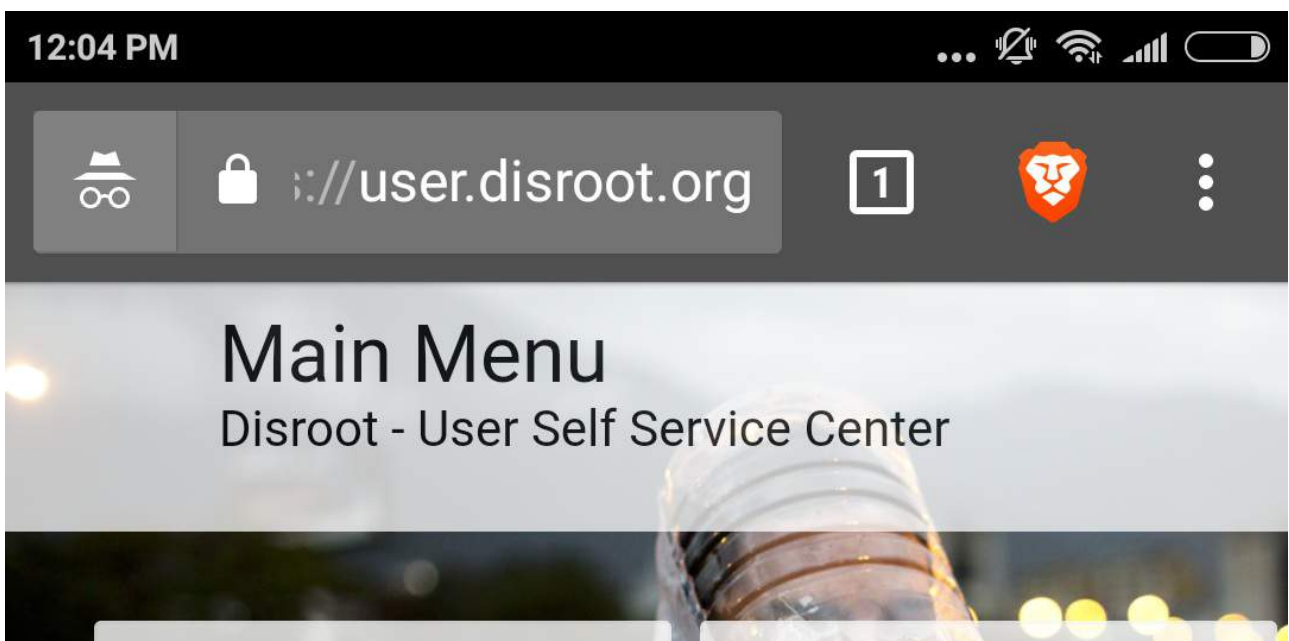 12:04 PM
://user.disroot.org
1
Main Menu
Disroot - User Self Service Center